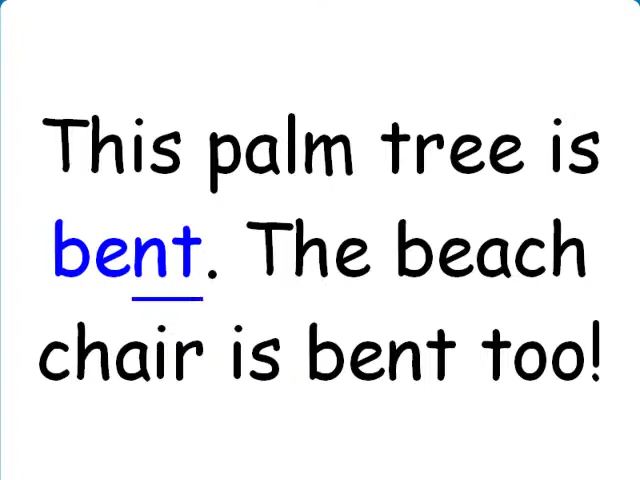 This palm tree is
bent. The beach
chair is bent too!